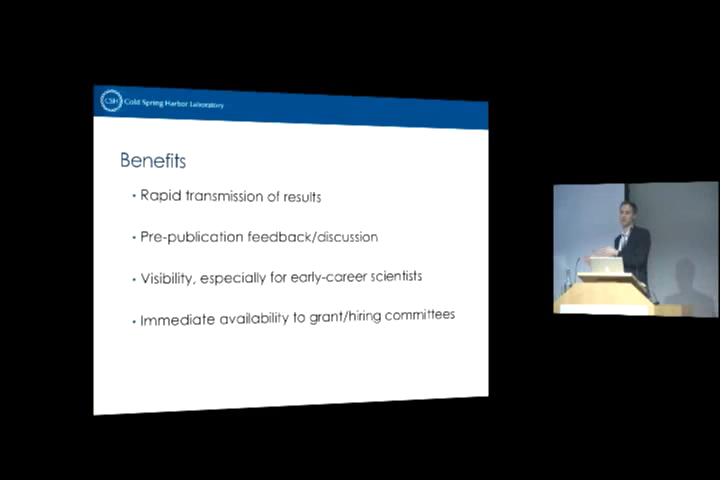 CSH Cold Spring Harbor Laboratory
Benefits
• Rapid transmission of results
• Pre-publication feedback/discussion
• Visibility, especially for early-career scientists
• Immediate availability to grant/hiring committees